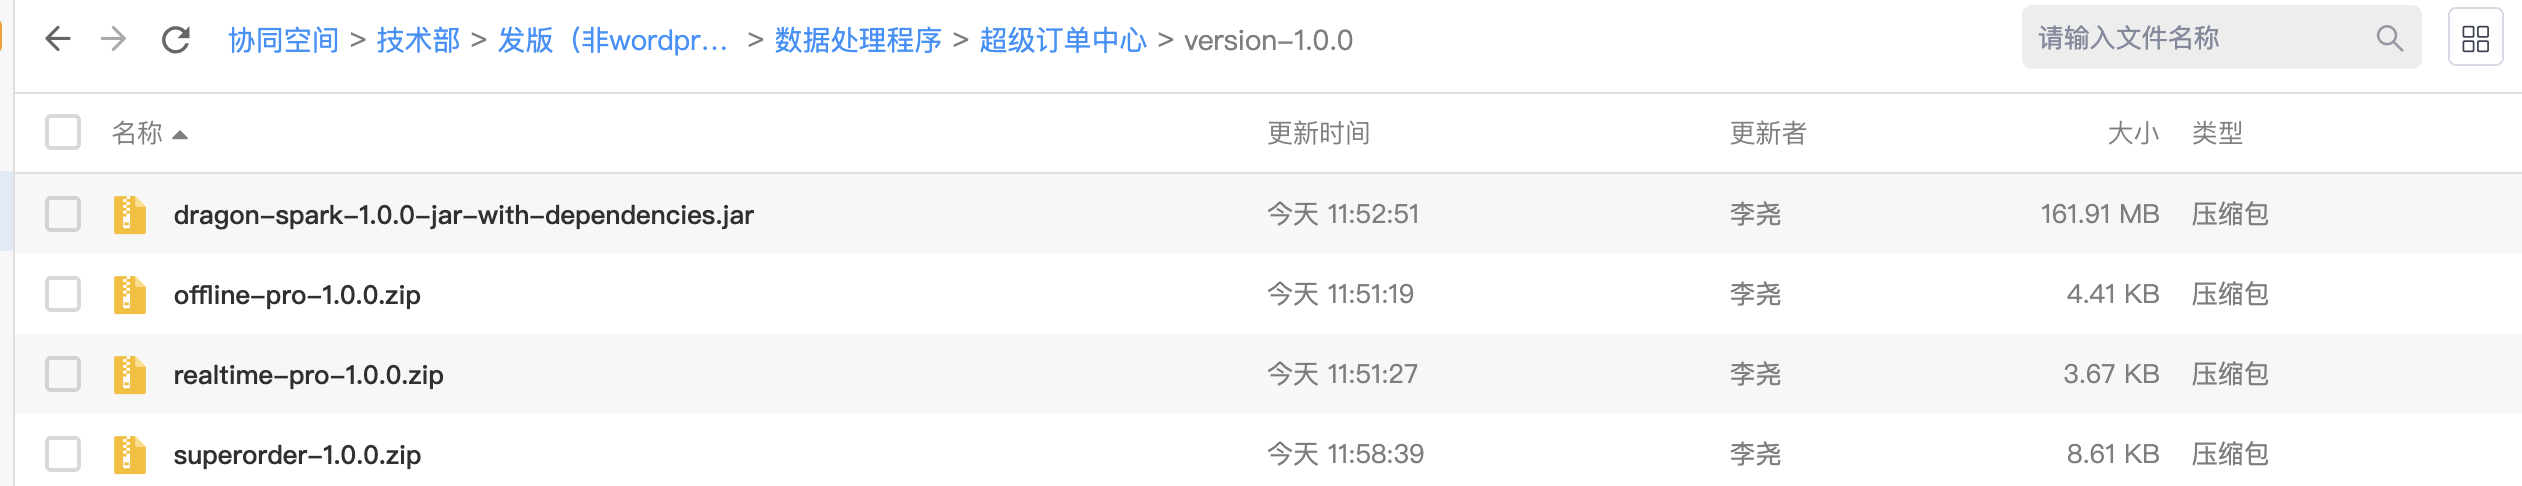 协同空间 > 技术部 > 发版（非wordpr... > 数据处理程序 > 超级订单中心 > version-1.0.0 请输入文件名称
名称 更新时间 更新者 大小 类型
dragon-spark-1.0.0-jar-with-dependencies.jar 今天 11:52:51 李尧 161.91 MB 压缩包
offline-pro-1.0.0.zip 今天 11:51:19 李尧 4.41 KB 压缩包
realtime-pro-1.0.0.zip 今天 11:51:27 李尧 3.67 KB 压缩包
superorder-1.0.0.zip 今天 11:58:39 李尧 8.61 KB 压缩包